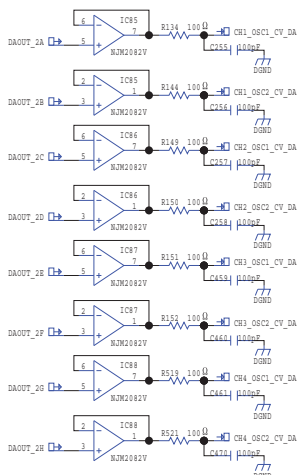 IC85
6
7
R134 100Ω
CH1_OSC1_CV_DA
DAOUT_2A
5
NJM2082V
C255 100pF
DGND
IC85
2
1
R144 100Ω
CH1_OSC2_CV_DA
DAOUT_2B
3
NJM2082V
C256 100pF
DGND
IC86
6
7
R149 100Ω
CH2_OSC1_CV_DA
DAOUT_2C
5
NJM2082V
C257 100pF
DGND
IC86
2
1
R150 100Ω
CH2_OSC2_CV_DA
DAOUT_2D
3
NJM2082V
C258 100pF
DGND
IC87
6
7
R151 100Ω
CH3_OSC1_CV_DA
DAOUT_2E
5
NJM2082V
C459 100pF
DGND
IC87
2
1
R152 100Ω
CH3_OSC2_CV_DA
DAOUT_2F
3
NJM2082V
C460 100pF
DGND
IC88
6
7
R519 100Ω
CH4_OSC1_CV_DA
DAOUT_2G
5
NJM2082V
C461 100pF
DGND
IC88
2
1
R521 100Ω
CH4_OSC2_CV_DA
DAOUT_2H
3
NJM2082V
C470 100pF
DGND